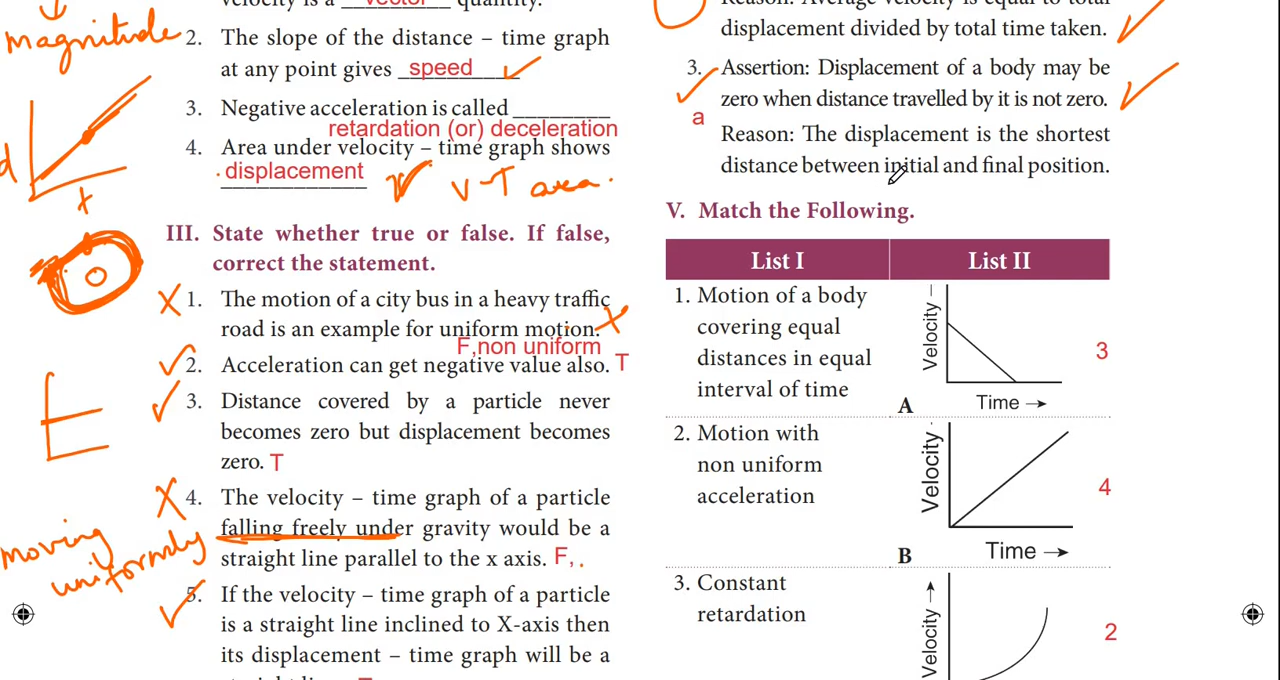 velocity is a vector quantity.
magnitude
2. The slope of the distance – time graph
at any point gives speed
3. Negative acceleration is called ________
retardation (or) deceleration
4. Area under velocity – time graph shows
displacement
V-T area.
d
t
III. State whether true or false. If false,
correct the statement.
1. The motion of a city bus in a heavy traffic
road is an example for uniform motion.
F,non uniform
2. Acceleration can get negative value also. T
3. Distance covered by a particle never
becomes zero but displacement becomes
zero. T
4. The velocity – time graph of a particle
falling freely under gravity would be a
straight line parallel to the x axis. F, .
moving
uniformly
5. If the velocity – time graph of a particle
is a straight line inclined to X-axis then
its displacement – time graph will be a
Reason: Average velocity is equal to total
displacement divided by total time taken.
3. Assertion: Displacement of a body may be
zero when distance travelled by it is not zero.
a
Reason: The displacement is the shortest
distance between initial and final position.
V. Match the Following.
List I List II
1. Motion of a body
covering equal
distances in equal
interval of time
Velocity
Time
A
3
2. Motion with
non uniform
acceleration
Velocity
Time
B
4
3. Constant
retardation
Velocity
2